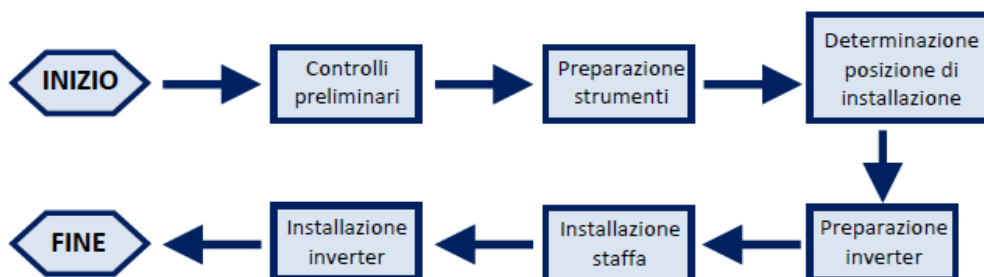 INIZIO
Controlli
preliminari
Preparazione
strumenti
Determinazione
posizione di
installazione
Preparazione
inverter
Installazione
staffa
Installazione
inverter
FINE